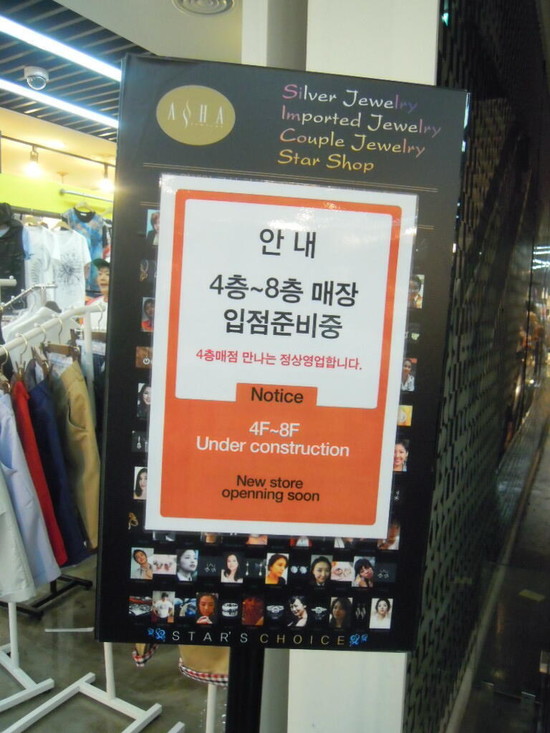 ASHA
Silver Jewelry
Imported Jewelry
Couple Jewelry
Star Shop
안 내
4층~8층 매장
입점준비중
4층매점 만나는 정상영업합니다.
Notice
4F~8F
Under construction
New store
openning soon
STAR'S CHOICE